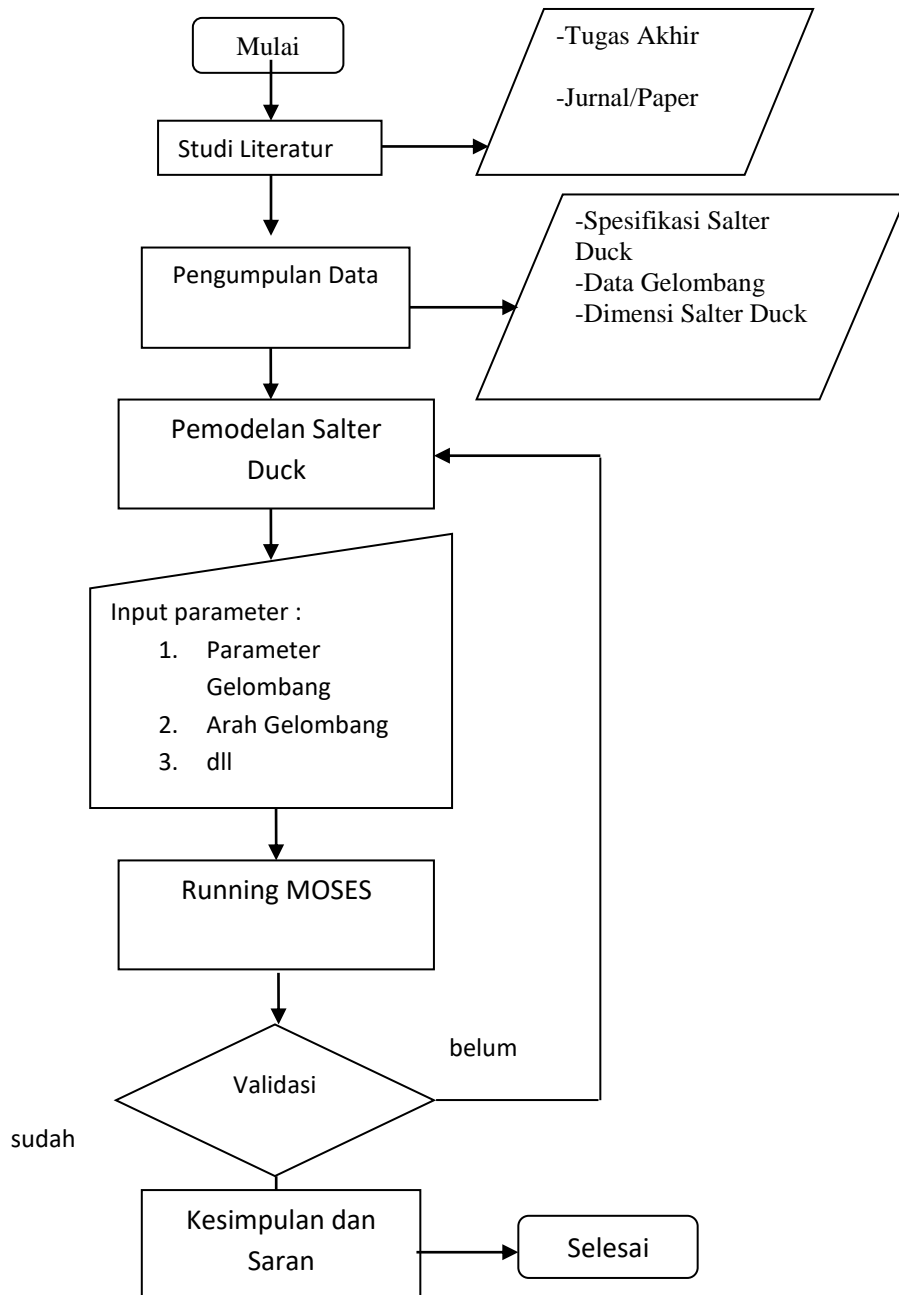 Mulai
-Tugas Akhir
-Jurnal/Paper
Studi Literatur
-Spesifikasi Salter
Duck
-Data Gelombang
-Dimensi Salter Duck
Pengumpulan Data
Pemodelan Salter
Duck
Input parameter :
1. Parameter
Gelombang
2. Arah Gelombang
3. dll
Running MOSES
belum
Validasi
sudah
Kesimpulan dan
Saran
Selesai